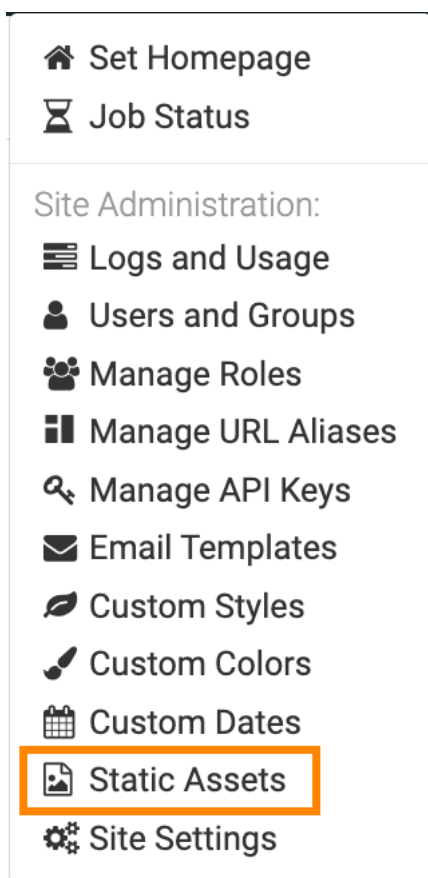 Set Homepage
Job Status
Site Administration:
Logs and Usage
Users and Groups
Manage Roles
Manage URL Aliases
Manage API Keys
Email Templates
Custom Styles
Custom Colors
Custom Dates
Static Assets
Site Settings